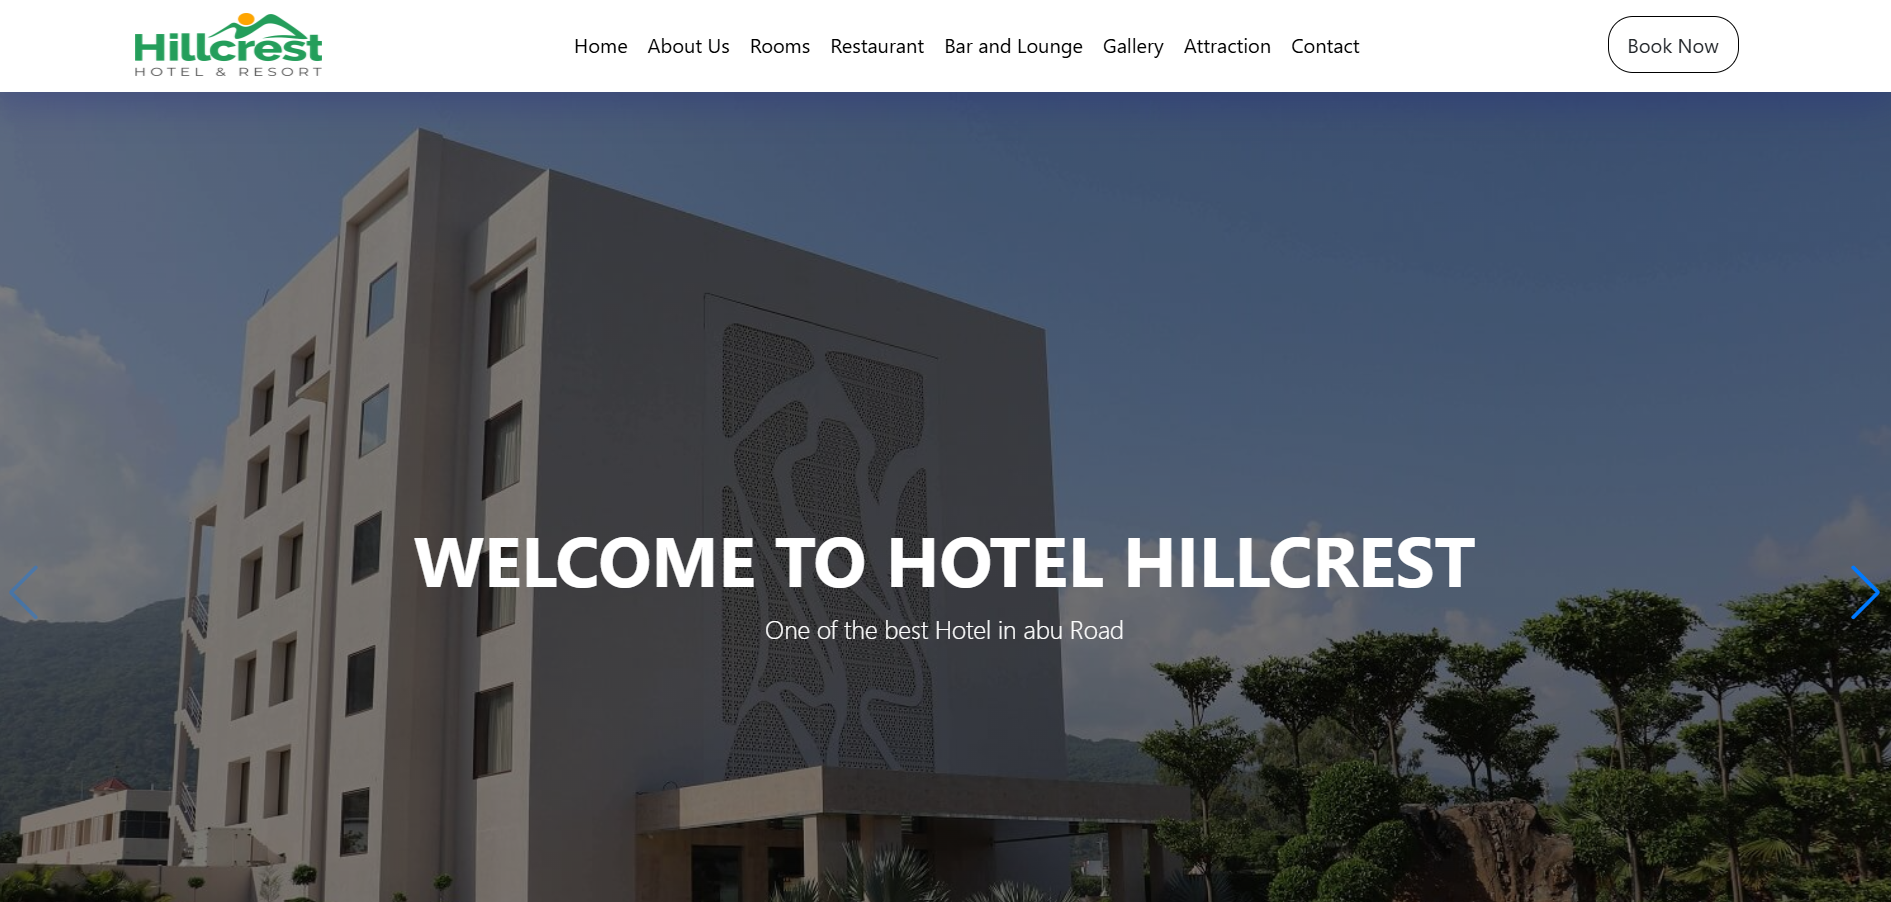 Hillcrest
HOTEL & RESORT
Home About Us Rooms Restaurant Bar and Lounge Gallery Attraction Contact
Book Now
WELCOME TO HOTEL HILLCREST
One of the best Hotel in abu Road